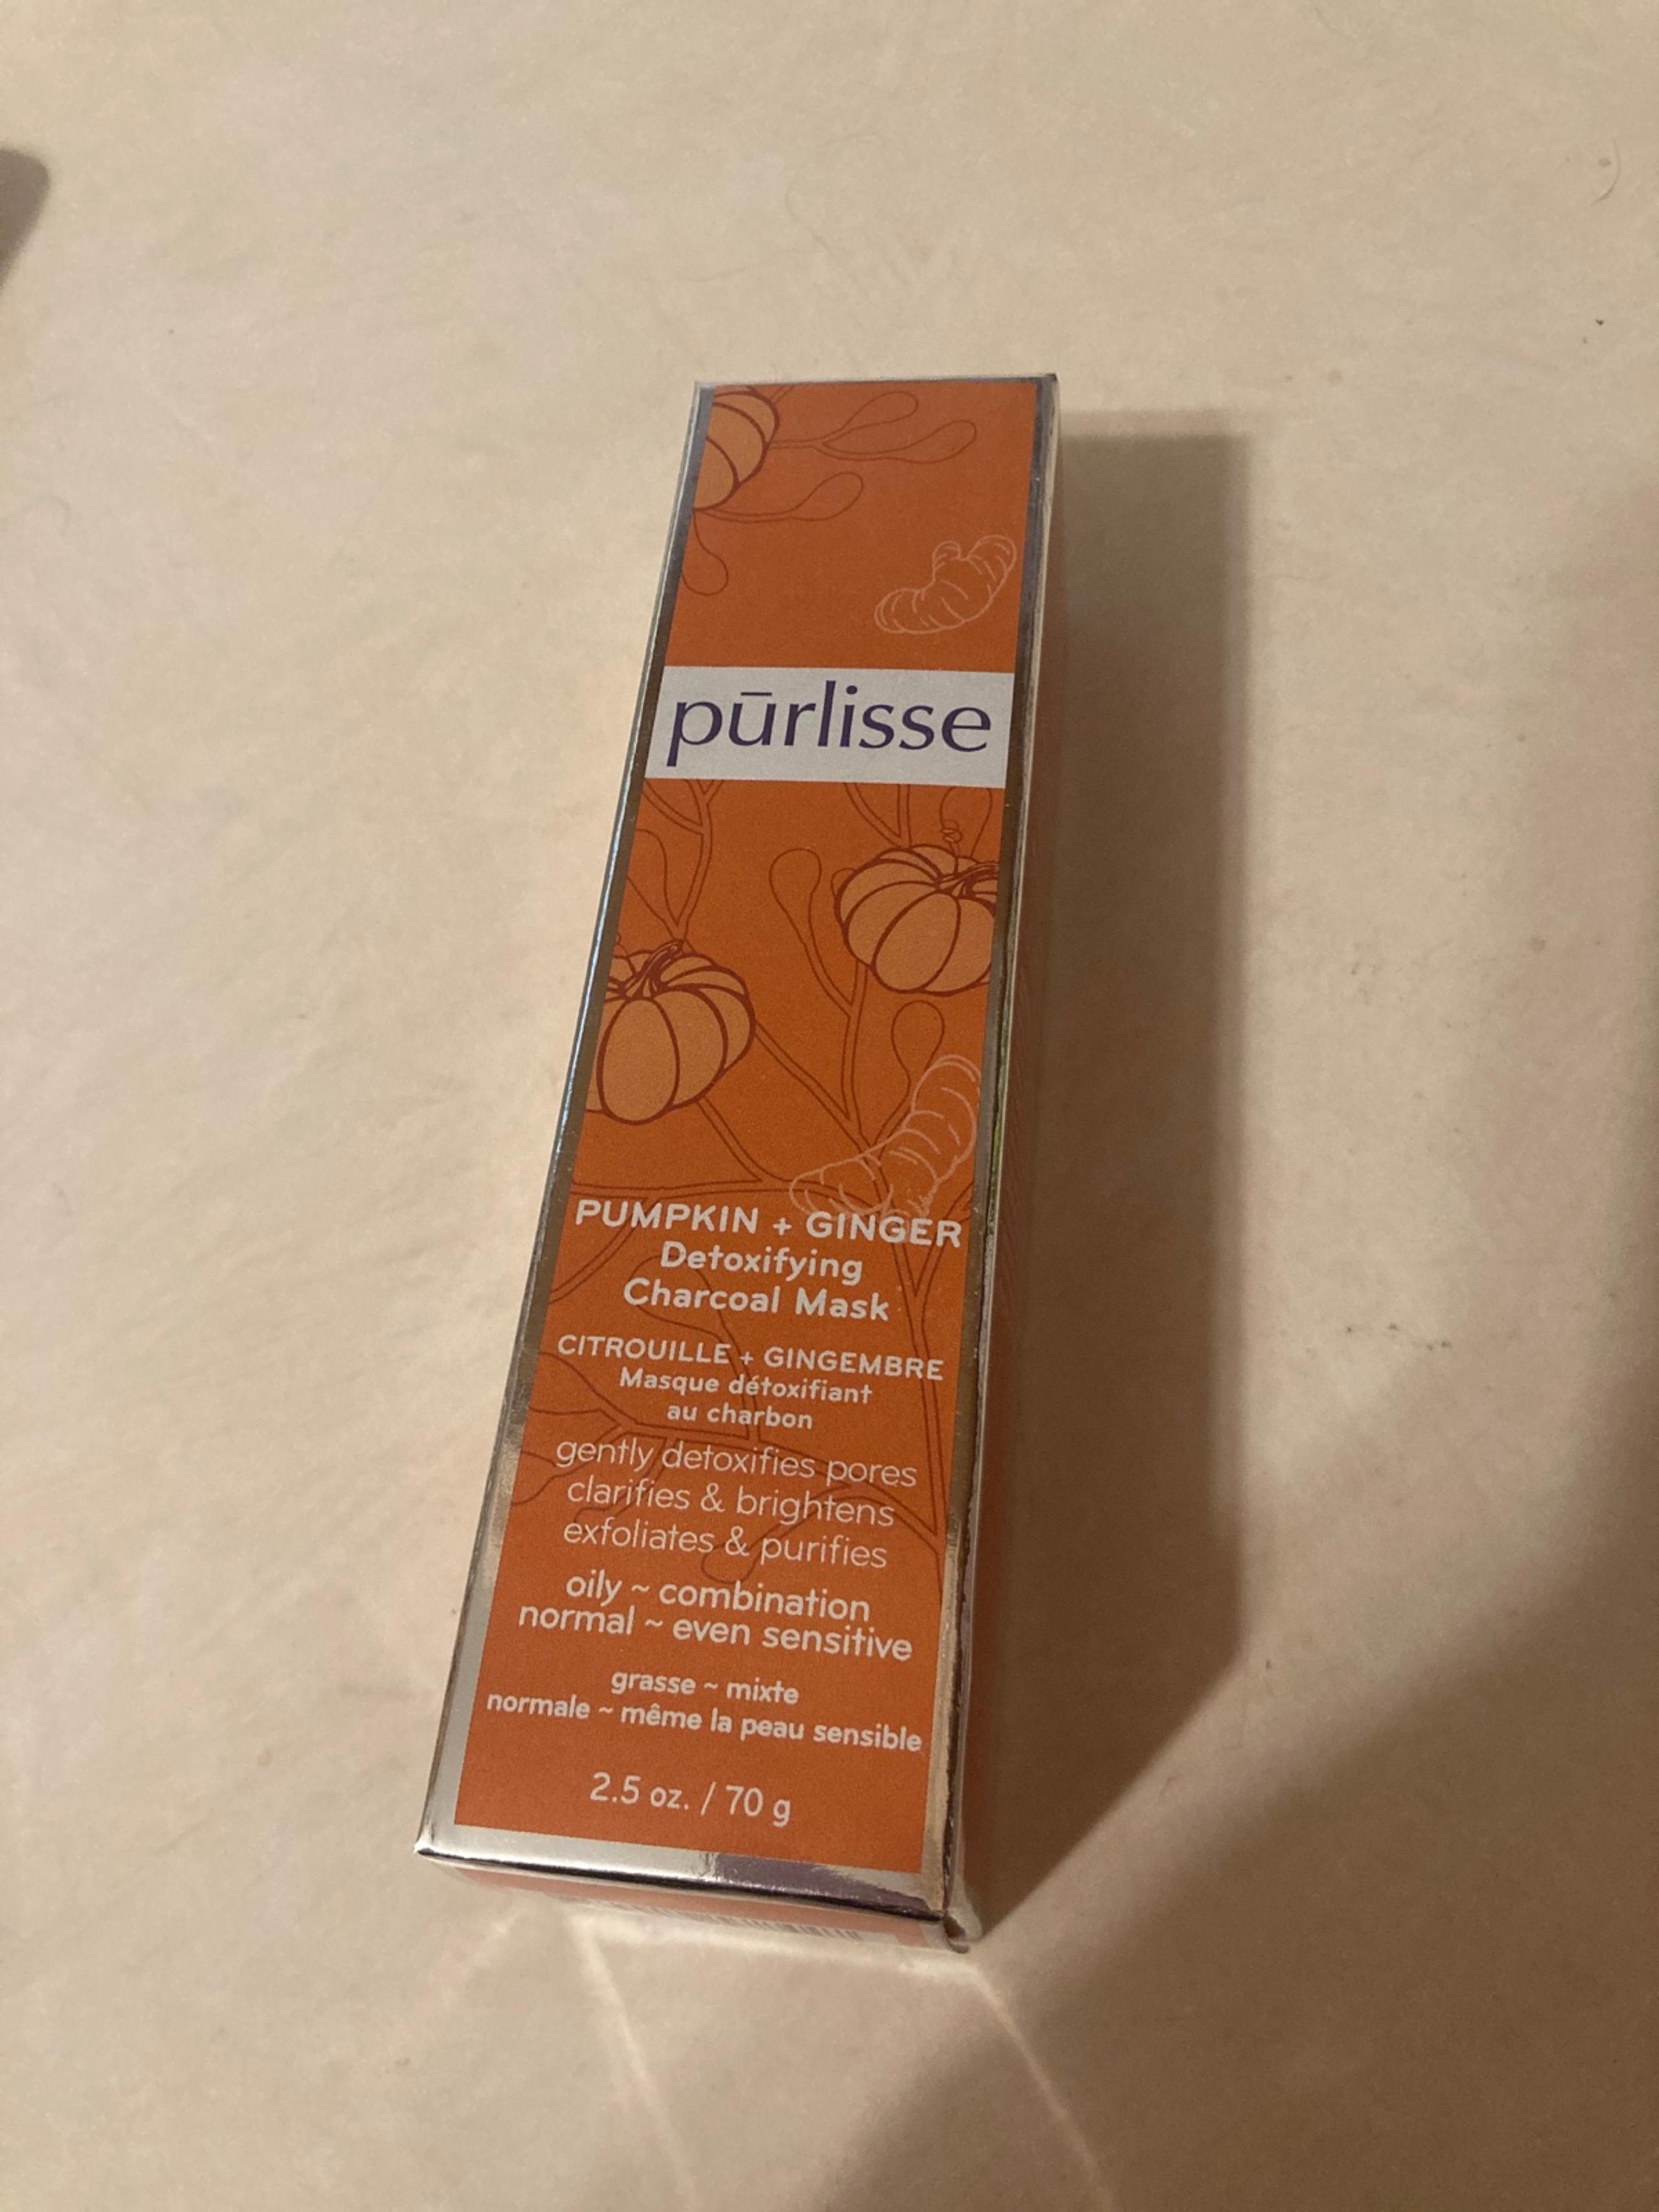 pūrlisse
PUMPKIN + GINGER
Detoxifying
Charcoal Mask
CITROUILLE + GINGEMBRE
Masque détoxifiant
au charbon
gently detoxifies pores
clarifies & brightens
exfoliates & purifies
oily ~ combination
normal ~ even sensitive
grasse ~ mixte
normale ~ même la peau sensible
2.5 oz. / 70 g